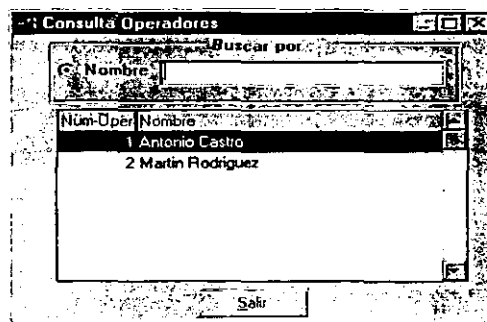 Consulta Operadores
Buscar por
Nombre
Núm-Oper Nombre
1 Antonio Castro
2 Martin Rodriguez
Salir